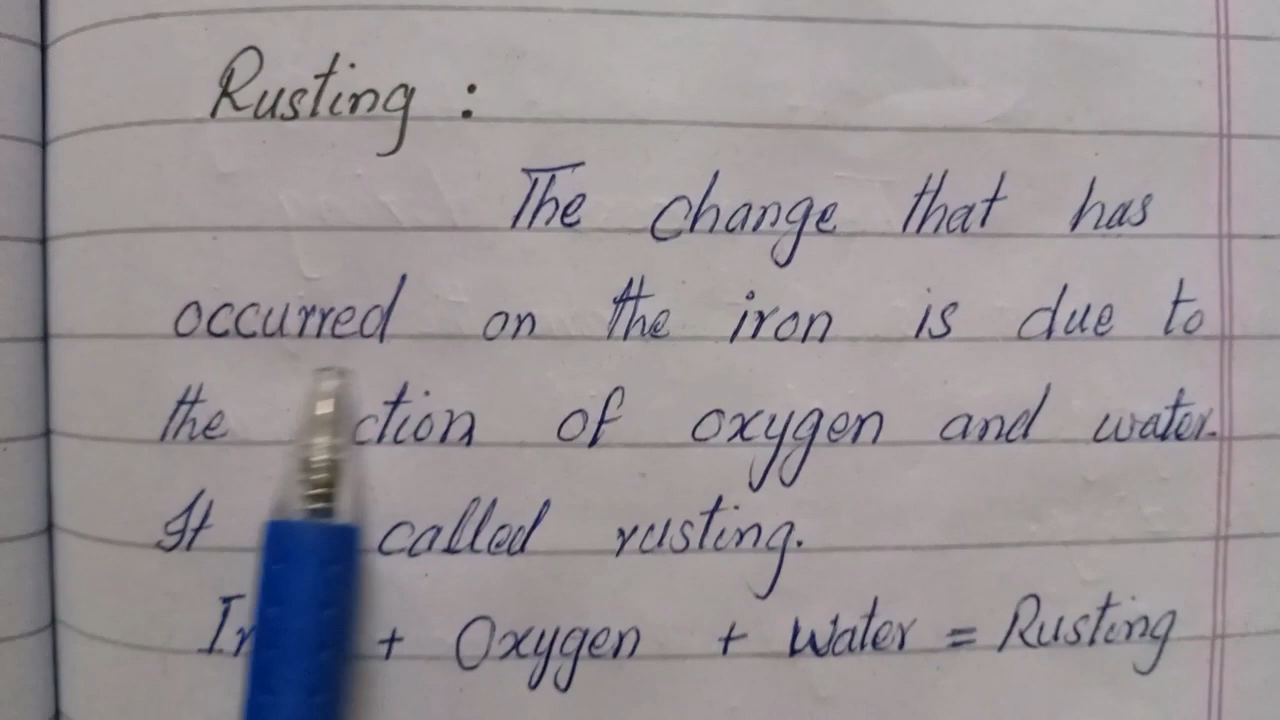 Rusting :
The change that has
occurred on the iron is due to
the ction of oxygen and water.
It called rusting.
Ir + Oxygen + water = Rusting